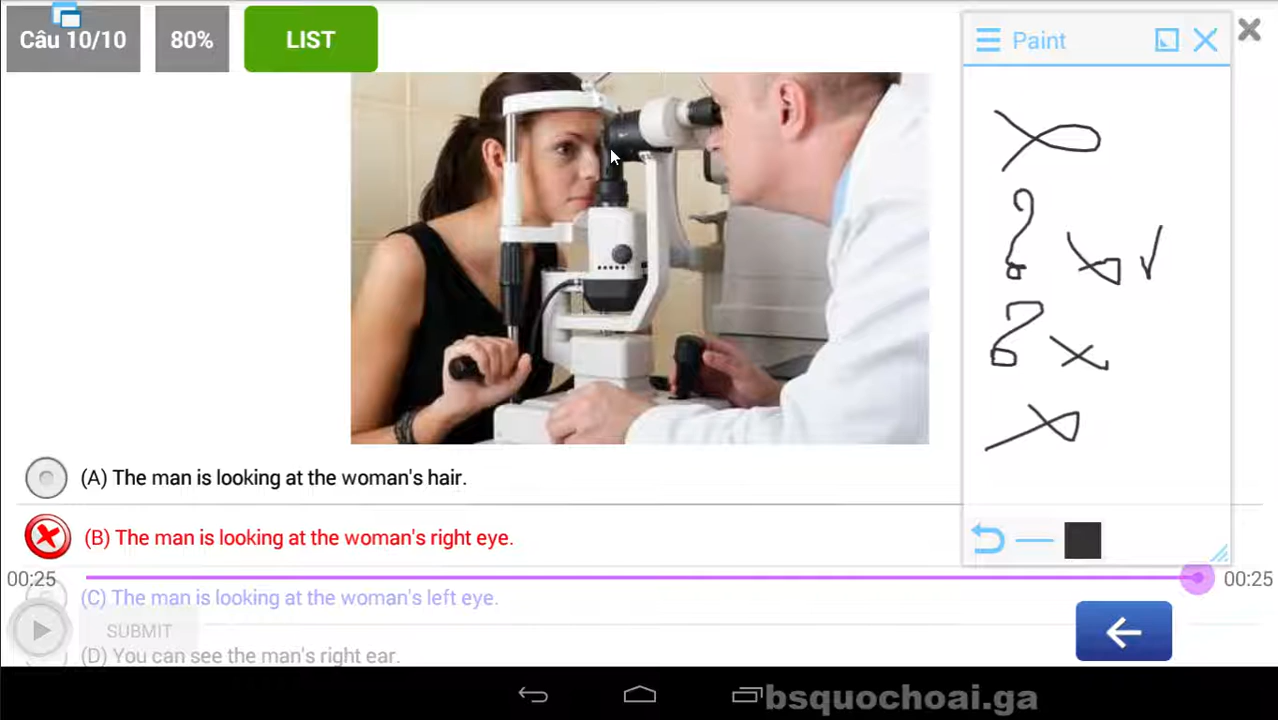 Câu 10/10
80%
LIST
Paint
(A) The man is looking at the woman's hair.
(B) The man is looking at the woman's right eye.
00:25
00:25
(C) The man is looking at the woman's left eye.
SUBMIT
(D) You can see the man's right ear.
bsquochoai.ga